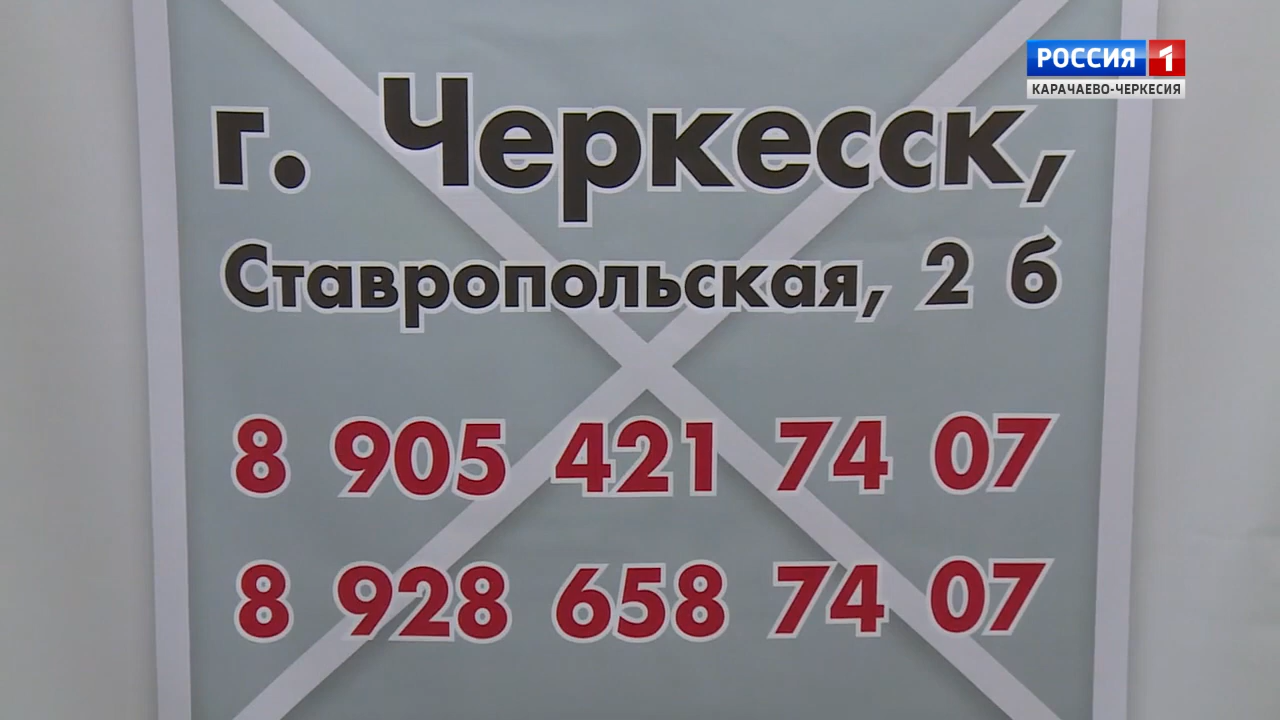 РОССИЯ 1
КАРАЧАЕВО-ЧЕРКЕСИЯ
г. Черкесск,
Ставропольская, 2 б
8 905 421 74 07
8 928 658 74 07